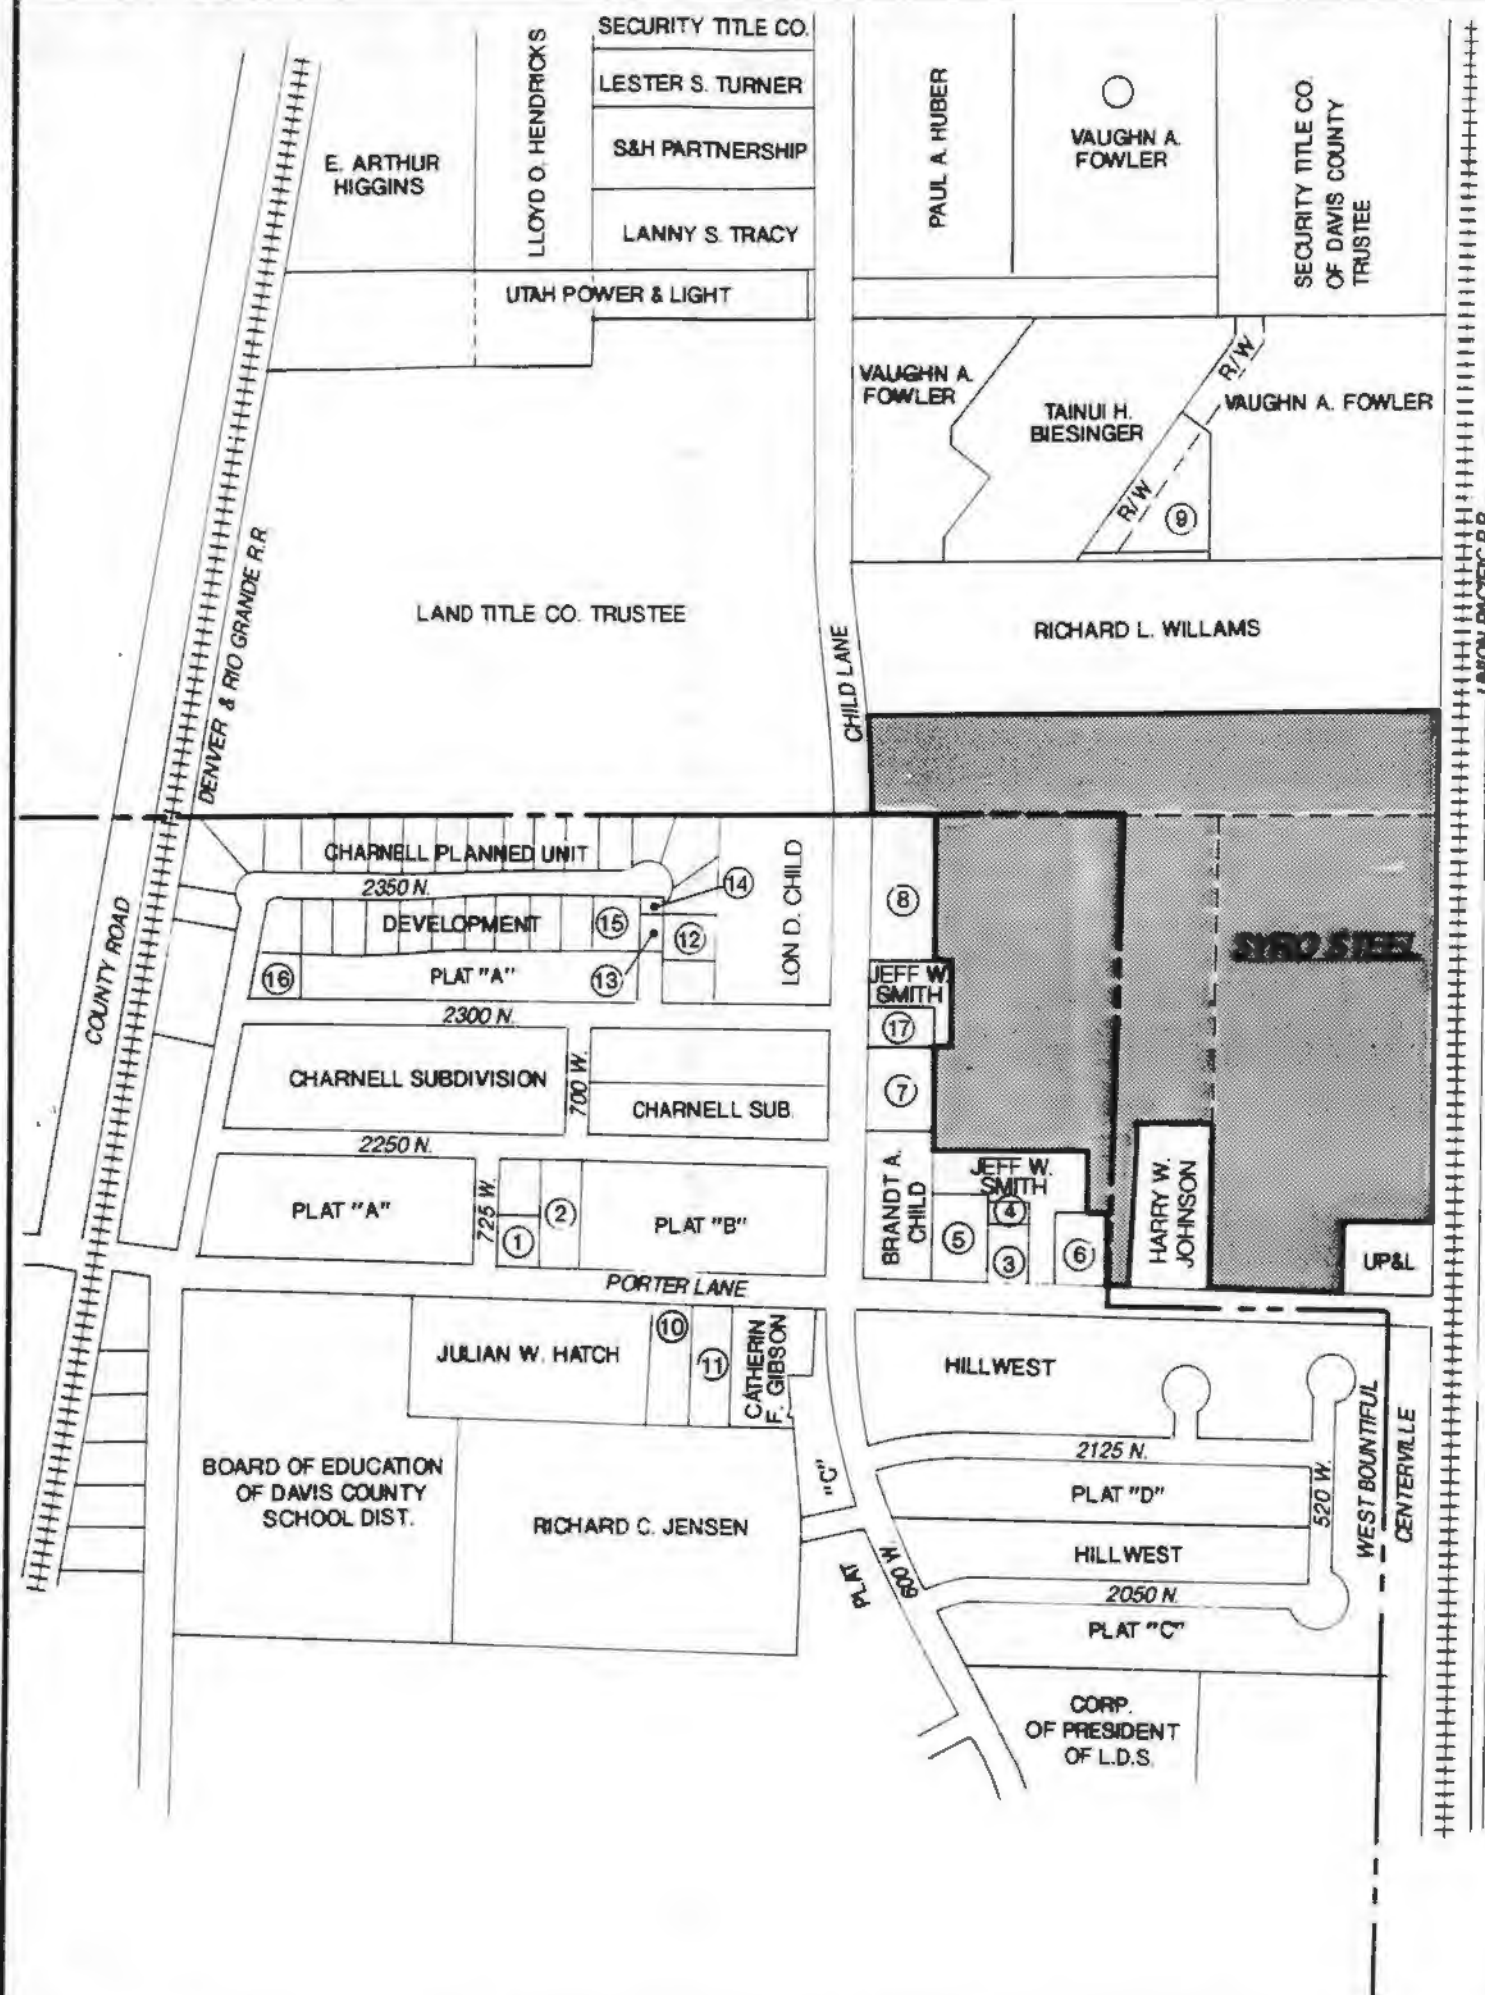 SECURITY TITLE CO.
LESTER S. TURNER
S&H PARTNERSHIP
LANNY S. TRACY
LLOYD O. HENDRICKS
E. ARTHUR
HIGGINS
UTAH POWER & LIGHT
PAUL A. HUBER
VAUGHN A.
FOWLER
SECURITY TITLE CO.
OF DAVIS COUNTY
TRUSTEE
VAUGHN A.
FOWLER
TAINUI H.
BIESINGER
R/W
VAUGHN A. FOWLER
R/W
9
UNION PACIFIC R.R.
DENVER & RIO GRANDE R.R.
LAND TITLE CO. TRUSTEE
CHILD LANE
RICHARD L. WILLAMS
COUNTY ROAD
CHARNELL PLANNED UNIT
2350 N.
14
DEVELOPMENT
15
12
16
PLAT "A"
13
LON D. CHILD
8
SYRO STEEL
JEFF W.
SMITH
17
2300 N.
CHARNELL SUBDIVISION
700 W.
CHARNELL SUB.
7
2250 N.
PLAT "A"
725 W.
1
2
PLAT "B"
BRANDT A.
CHILD
JEFF W.
SMITH
4
5
3
6
HARRY W.
JOHNSON
UP&L
PORTER LANE
JULIAN W. HATCH
10
11
CATHERIN
F. GIBSON
HILLWEST
BOARD OF EDUCATION
OF DAVIS COUNTY
SCHOOL DIST.
RICHARD C. JENSEN
"C"
PLAT
600 W.
2125 N.
PLAT "D"
520 W.
WEST BOUNTIFUL
CENTERVILLE
HILLWEST
2050 N.
PLAT "C"
CORP.
OF PRESIDENT
OF L.D.S.